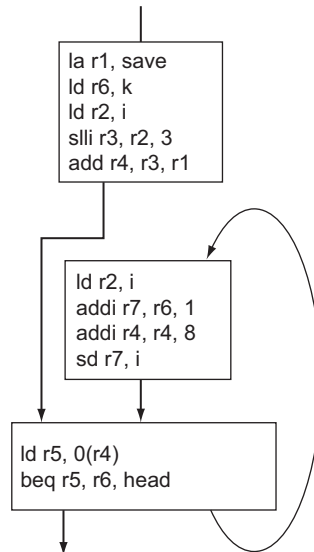 la r1, save
ld r6, k
ld r2, i
slli r3, r2, 3
add r4, r3, r1
ld r2, i
addi r7, r6, 1
addi r4, r4, 8
sd r7, i
ld r5, 0(r4)
beq r5, r6, head